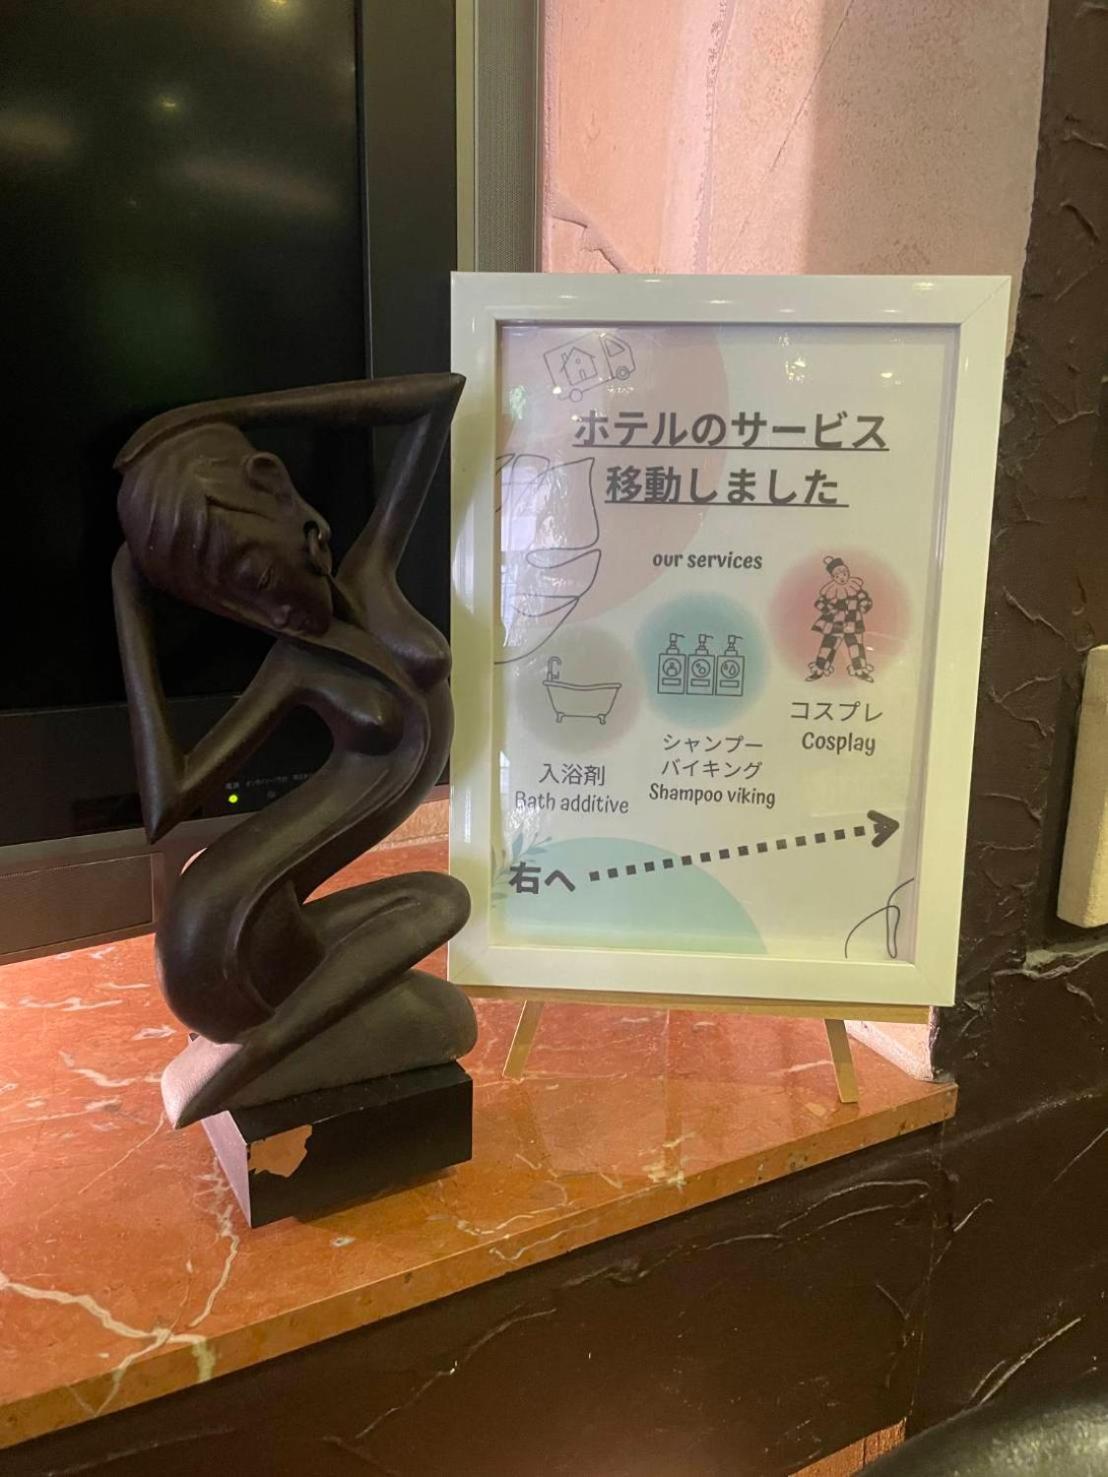 ホテルのサービス
移動しました
our services
入浴剤
Bath additive
シャンプー
バイキング
Shampoo viking
コスプレ
Cosplay
右へ